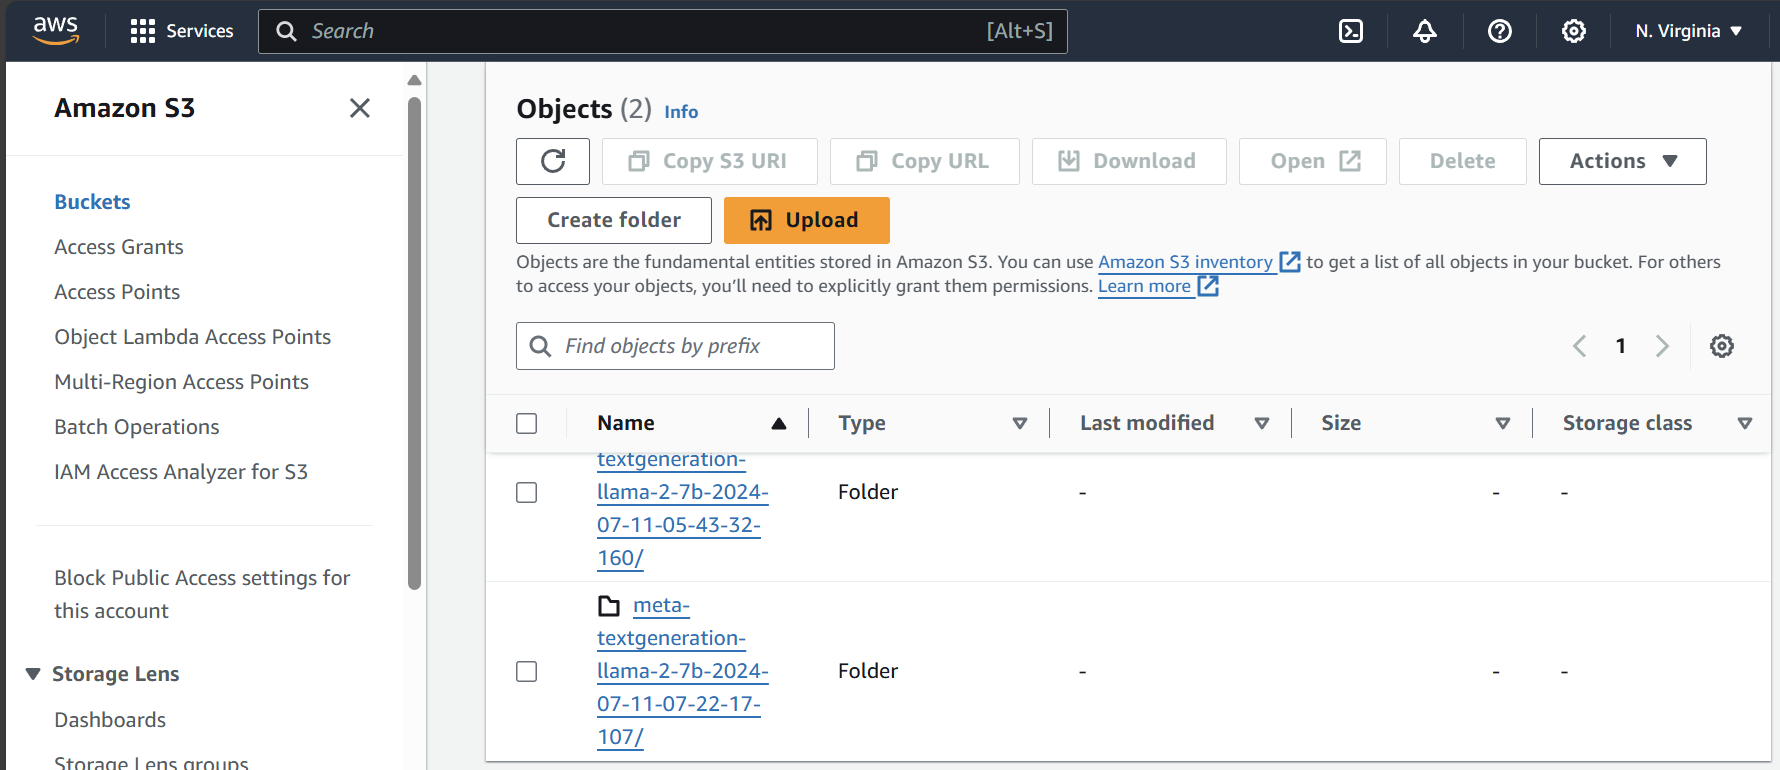 aws
Services
Search
[Alt+S]
N. Virginia
Amazon S3
Buckets
Access Grants
Access Points
Object Lambda Access Points
Multi-Region Access Points
Batch Operations
IAM Access Analyzer for S3
Block Public Access settings for
this account
Storage Lens
Dashboards
Storage Lens groups
Objects (2) Info
Copy S3 URI
Copy URL
Download
Open
Delete
Actions
Create folder
Upload
Objects are the fundamental entities stored in Amazon S3. You can use Amazon S3 inventory to get a list of all objects in your bucket. For others
to access your objects, you’ll need to explicitly grant them permissions. Learn more
Find objects by prefix
1
Name
Type
Last modified
Size
Storage class
textgeneration-
llama-2-7b-2024-
07-11-05-43-32-
160/
Folder
-
-
-
meta-
textgeneration-
llama-2-7b-2024-
07-11-07-22-17-
107/
Folder
-
-
-